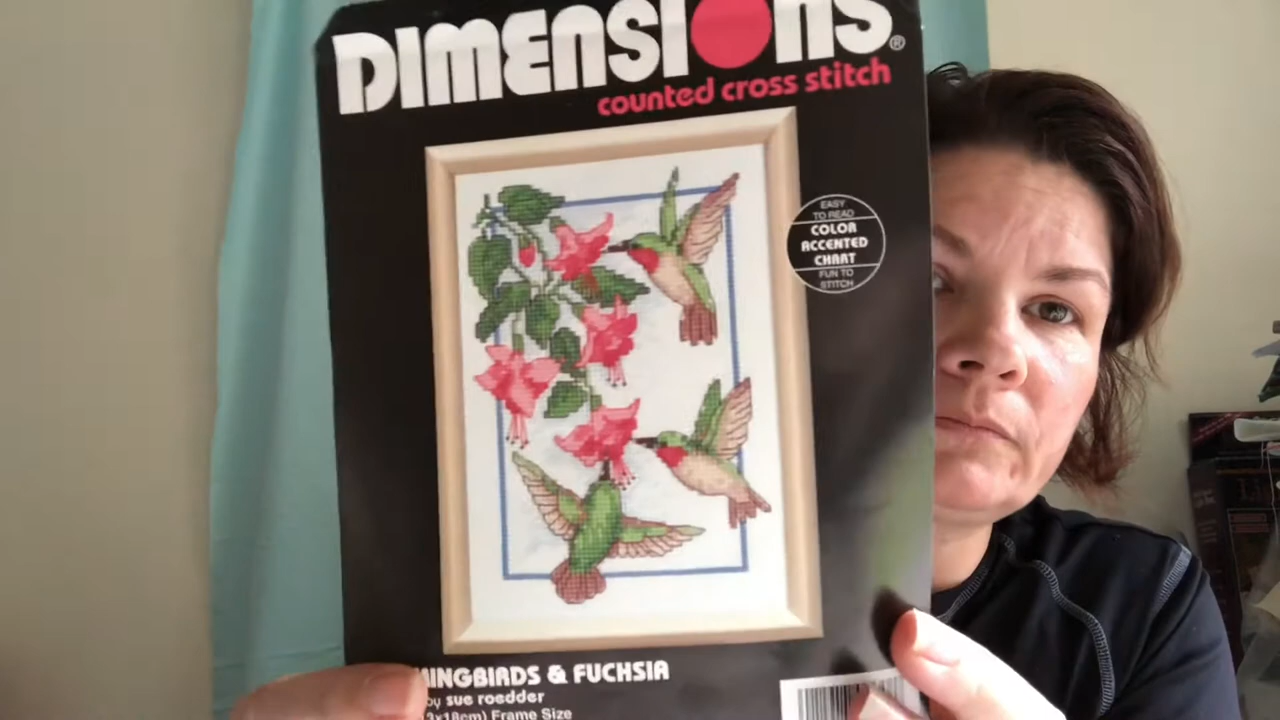 DIMENSIONS®
counted cross stitch
EASY
TO READ
COLOR
ACCENTED
CHART
FUN TO
STITCH
MINGBIRDS & FUCHSIA
by sue roedder
3x18cm) Frame Size